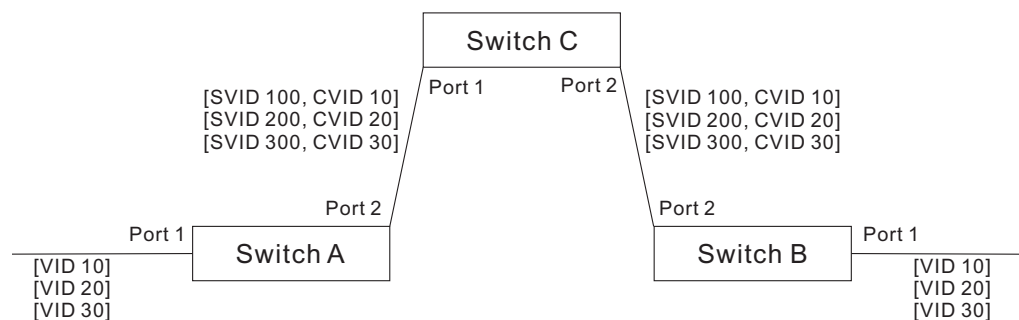 Switch C
Port 1
Port 2
[SVID 100, CVID 10]
[SVID 200, CVID 20]
[SVID 300, CVID 30]
[SVID 100, CVID 10]
[SVID 200, CVID 20]
[SVID 300, CVID 30]
Port 2
Port 2
Port 1
Switch A
Switch B
Port 1
[VID 10]
[VID 20]
[VID 30]
[VID 10]
[VID 20]
[VID 30]